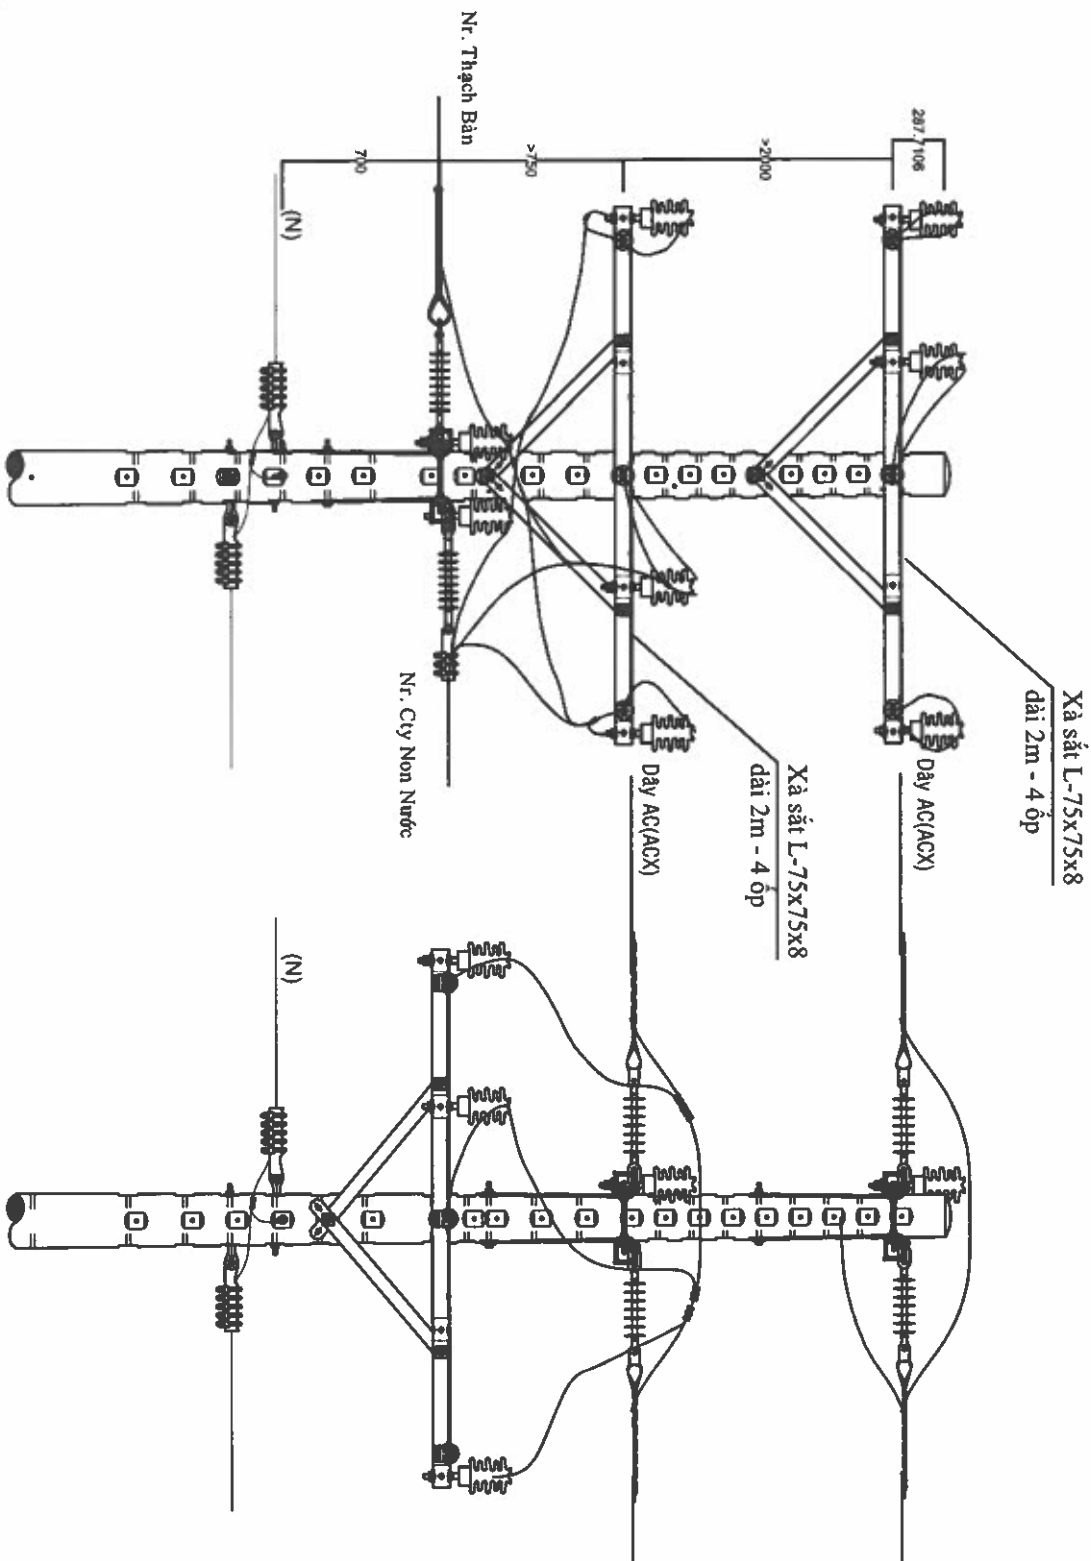 Xà sắt L-75x75x8
dài 2m - 4 ốp
Xà sắt L-75x75x8
dài 2m - 4 ốp
Dây AC(ACX)
Dây AC(ACX)
287.7106
>2000
>750
700
Nr. Thạch Bàn
Nr. Cty Non Nước
(N)
(N)